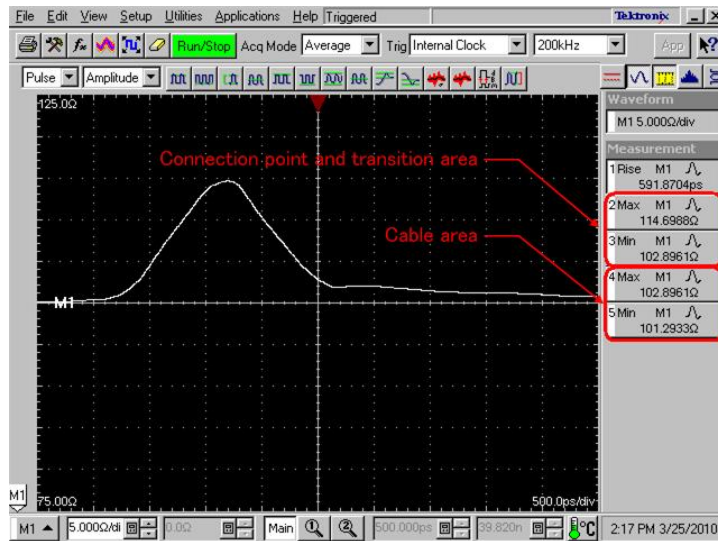 File Edit View Setup Utilities Applications Help Triggered Tektronix
Run/Stop Acq Mode Average Trig Internal Clock 200kHz App
Pulse Amplitude
125.0Ω
Connection point and transition area
Cable area
M1
M1
75.00Ω
500.0ps/div
Waveform
M1 5.000Ω/div
Measurement
1 Rise M1
591.8704ps
2 Max M1
114.6988Ω
3 Min M1
102.8961Ω
4 Max M1
102.8961Ω
5 Min M1
101.2933Ω
M1 5.000Ω/di 0.0Ω Main 500.000ps 39.820n °C 2:17 PM 3/25/2010